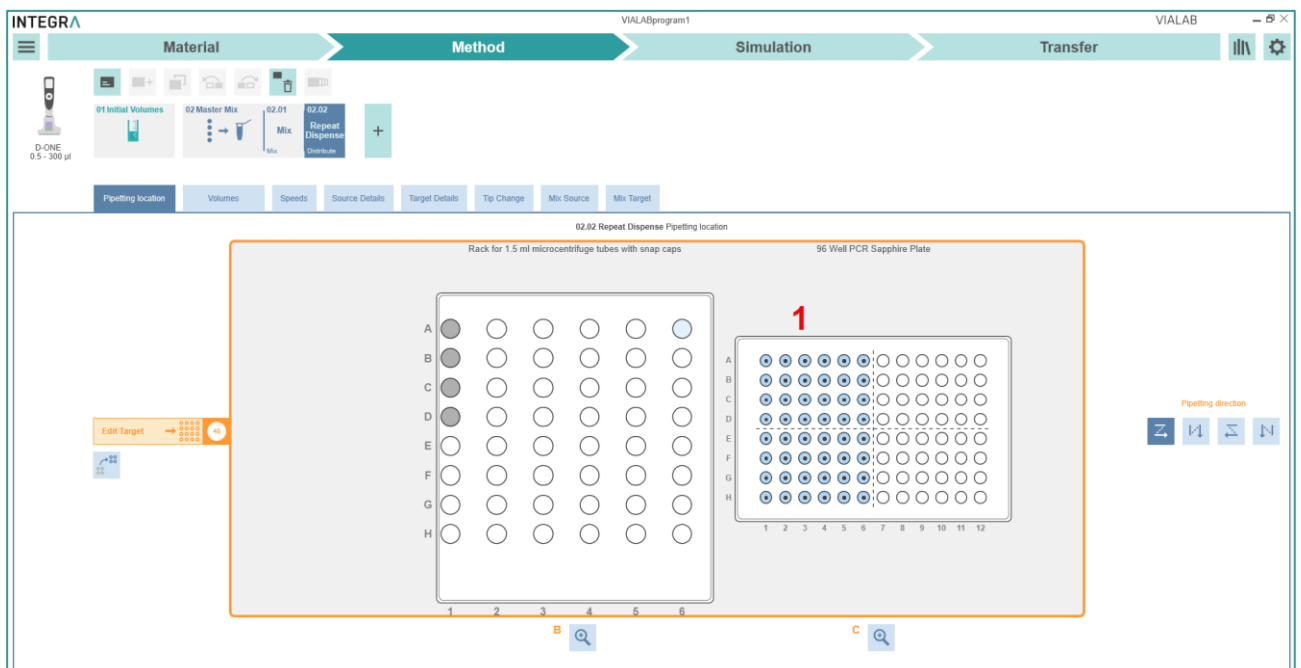 INTEGRA
VIALABprogram1
VIALAB
Material
Method
Simulation
Transfer
D-ONE
0.5 - 300 µl
01 Initial Volumes
02 Master Mix
02.01
Mix
Mix
02.02
Repeat
Dispense
Distribute
+
Pipetting location
Volumes
Speeds
Source Details
Target Details
Tip Change
Mix Source
Mix Target
02.02 Repeat Dispense Pipetting location
Rack for 1.5 ml microcentrifuge tubes with snap caps
96 Well PCR Sapphire Plate
1
A
B
C
D
E
F
G
H
1 2 3 4 5 6
A
B
C
D
E
F
G
H
1 2 3 4 5 6 7 8 9 10 11 12
Edit Target
48
Pipetting direction
B
C